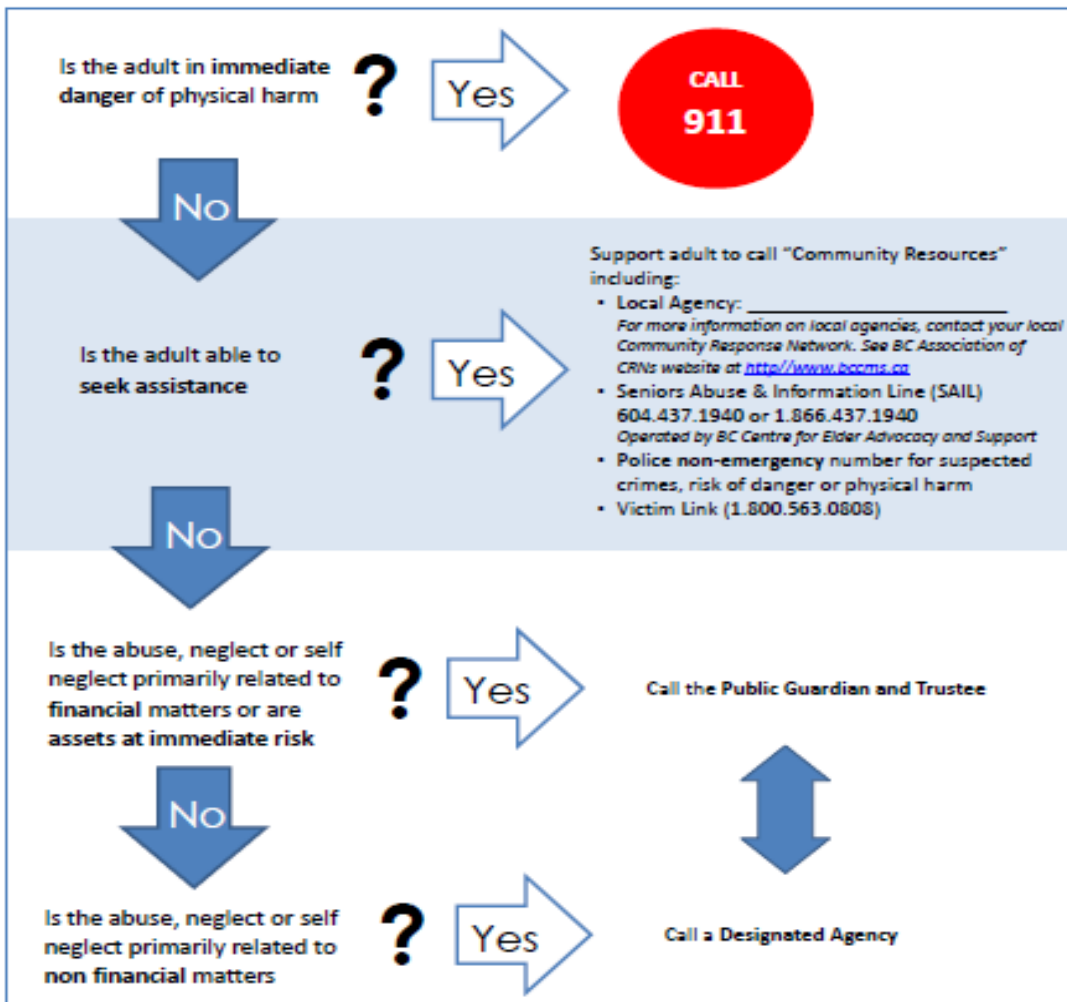 Is the adult in immediate
danger of physical harm
?
Yes
CALL
911
No
Is the adult able to
seek assistance
?
Yes
Support adult to call “Community Resources”
including:
• Local Agency: ______________________
For more information on local agencies, contact your local
Community Response Network. See BC Association of
CRNs website at http//www.bccrns.ca
• Seniors Abuse & Information Line (SAIL)
604.437.1940 or 1.866.437.1940
Operated by BC Centre for Elder Advocacy and Support
• Police non-emergency number for suspected
crimes, risk of danger or physical harm
• Victim Link (1.800.563.0808)
No
Is the abuse, neglect or self
neglect primarily related to
financial matters or are
assets at immediate risk
?
Yes
Call the Public Guardian and Trustee
No
Is the abuse, neglect or self
neglect primarily related to
non financial matters
?
Yes
Call a Designated Agency